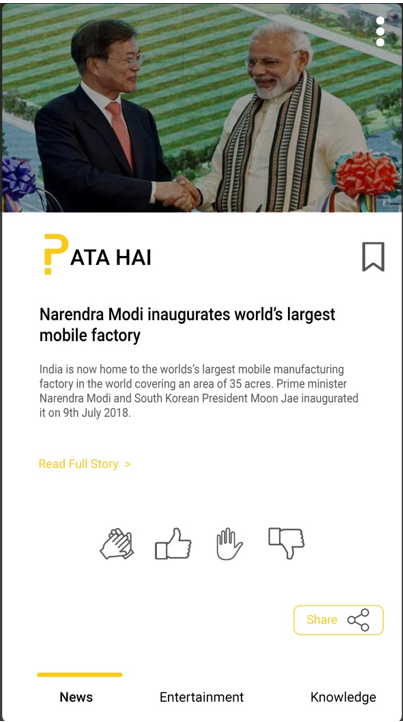 ?ATA HAI
Narendra Modi inaugurates world's largest
mobile factory
India is now home to the worlds's largest mobile manufacturing
factory in the world covering an area of 35 acres. Prime minister
Narendra Modi and South Korean President Moon Jae inaugurated
it on 9th July 2018.
Read Full Story >
Share
News Entertainment Knowledge